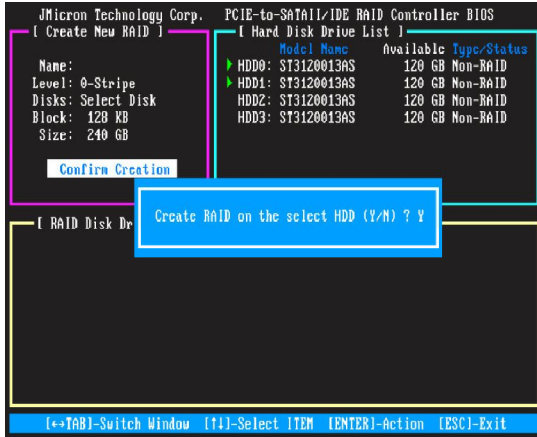 JMicron Technology Corp. PCIE-to-SATAII/IDE RAID Controller BIOS
[ Create New RAID ]
Name:
Level: 0-Stripe
Disks: Select Disk
Block: 128 KB
Size: 240 GB
Confirm Creation
[ Hard Disk Drive List ]
Model Name Available Type/Status
HDD0: ST3120013AS 120 GB Non-RAID
HDD1: ST3120013AS 120 GB Non-RAID
HDD2: ST3120013AS 120 GB Non-RAID
HDD3: ST3120013AS 120 GB Non-RAID
Create RAID on the select HDD (Y/N) ? Y
[ RAID Disk Dr
[↔TAB]-Switch Window [↑↓]-Select ITEM [ENTER]-Action [ESC]-Exit